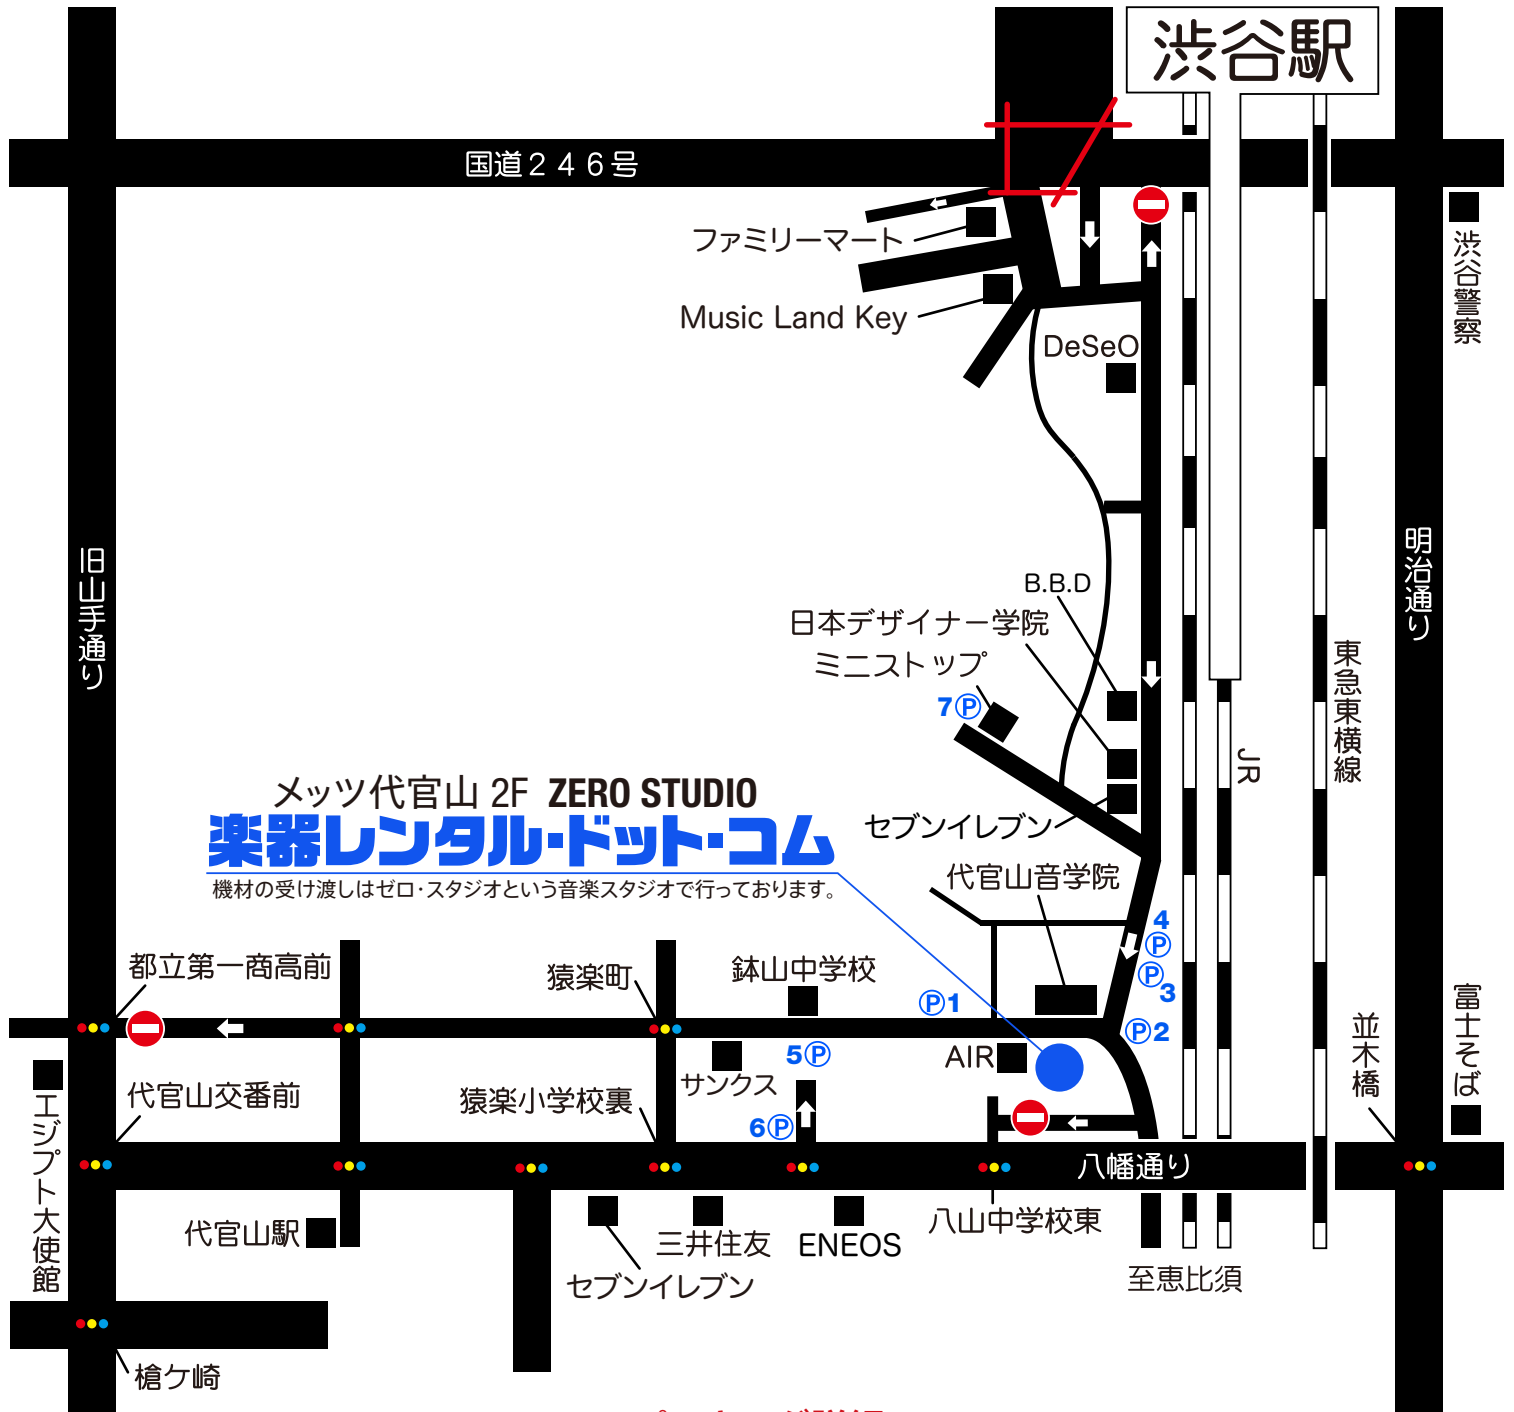 渋谷駅
国道２４６号
ファミリーマート
渋谷警察
Music Land Key
DeSeO
旧山手通り
明治通り
B.B.D
日本デザイナー学院
ミニストップ
東急東横線
7Ⓟ
JR
メッツ代官山 2F ZERO STUDIO
楽器レンタル・ドット・コム
セブンイレブン
機材の受け渡しはゼロ・スタジオという音楽スタジオで行っております。
代官山音学院
4
Ⓟ
都立第一商高前
猿楽町
鉢山中学校
Ⓟ
3
Ⓟ1
Ⓟ2
富士そば
並木橋
5Ⓟ
AIR
サンクス
エジプト大使館
代官山交番前
猿楽小学校裏
6Ⓟ
八幡通り
代官山駅
三井住友
ENEOS
八山中学校東
セブンイレブン
至恵比須
槍ケ崎